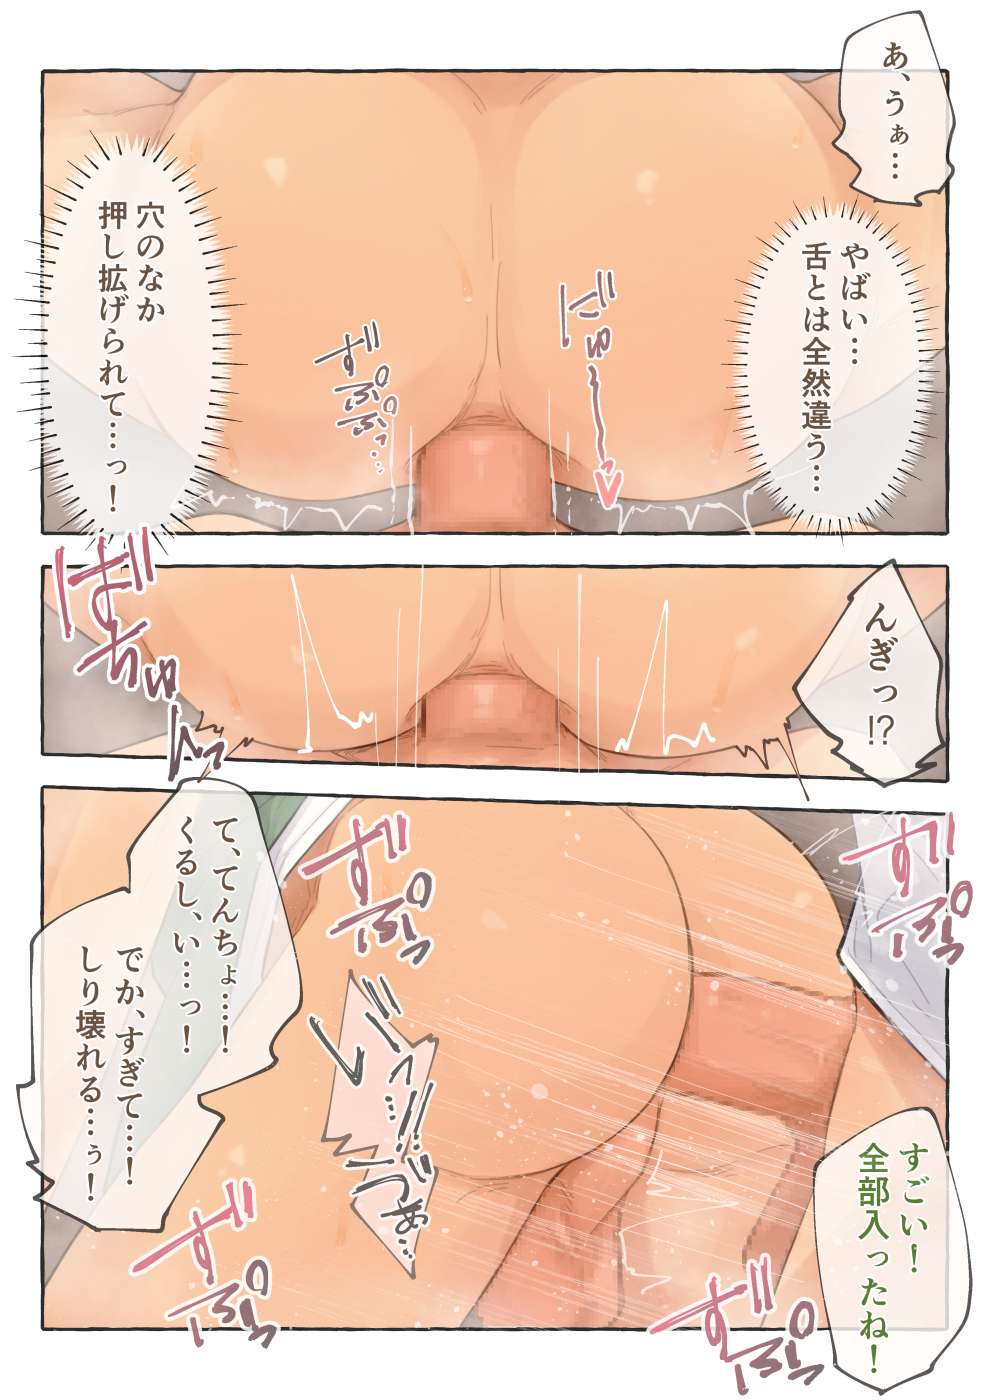 あ、うぁ…
やばい…
舌とは全然違う…
ぢゅ
ずぷぷ…
穴のなか
押し拡げられて…っ！
んぎっ⁉
ばちゅんっ
ずぷっ
ずぷっ
て、てんちょ…！
くるし、い…っ！
でか、すぎて…！
しり壊れる…ぅ！
すごい！
全部入ったね！
ずぷっ
ずぷっ